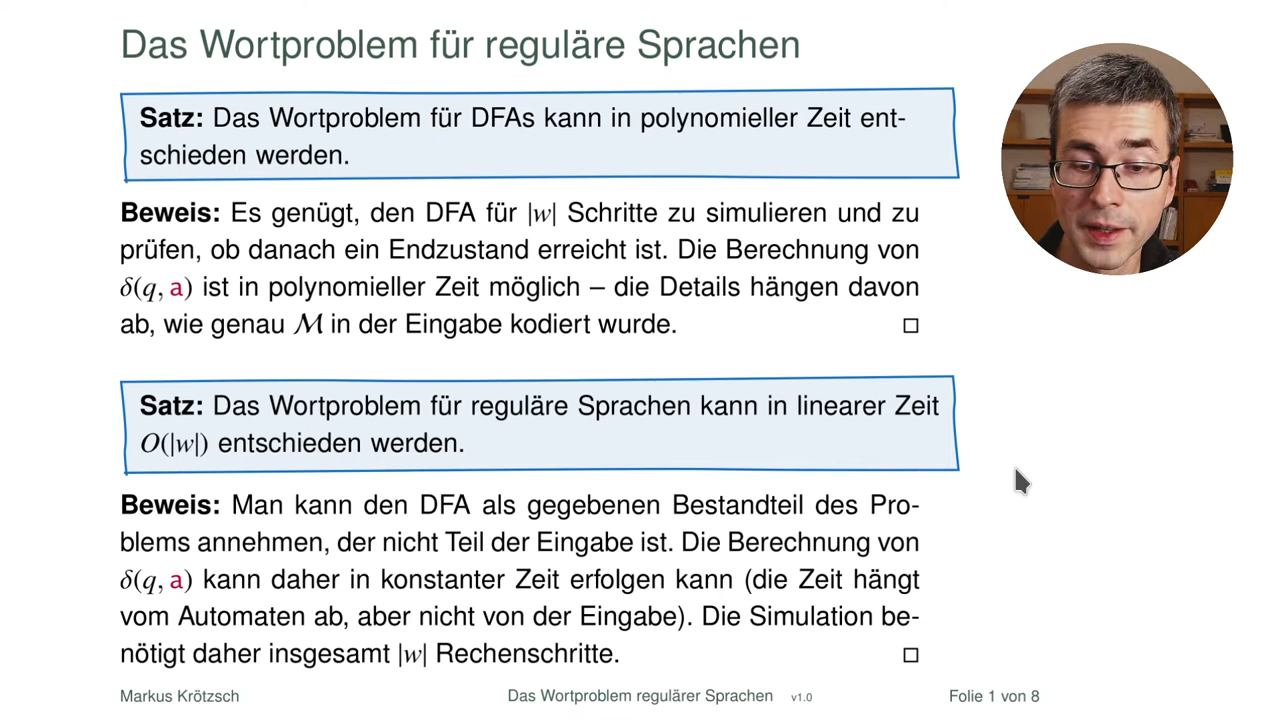 Das Wortproblem für reguläre Sprachen
Satz: Das Wortproblem für DFAs kann in polynomieller Zeit ent-
schieden werden.
Beweis: Es genügt, den DFA für |w| Schritte zu simulieren und zu
prüfen, ob danach ein Endzustand erreicht ist. Die Berechnung von
δ(q, a) ist in polynomieller Zeit möglich – die Details hängen davon
ab, wie genau ℳ in der Eingabe kodiert wurde. □
Satz: Das Wortproblem für reguläre Sprachen kann in linearer Zeit
O(|w|) entschieden werden.
Beweis: Man kann den DFA als gegebenen Bestandteil des Pro-
blems annehmen, der nicht Teil der Eingabe ist. Die Berechnung von
δ(q, a) kann daher in konstanter Zeit erfolgen kann (die Zeit hängt
vom Automaten ab, aber nicht von der Eingabe). Die Simulation be-
nötigt daher insgesamt |w| Rechenschritte. □
Markus Krötzsch Das Wortproblem regulärer Sprachen v1.0 Folie 1 von 8